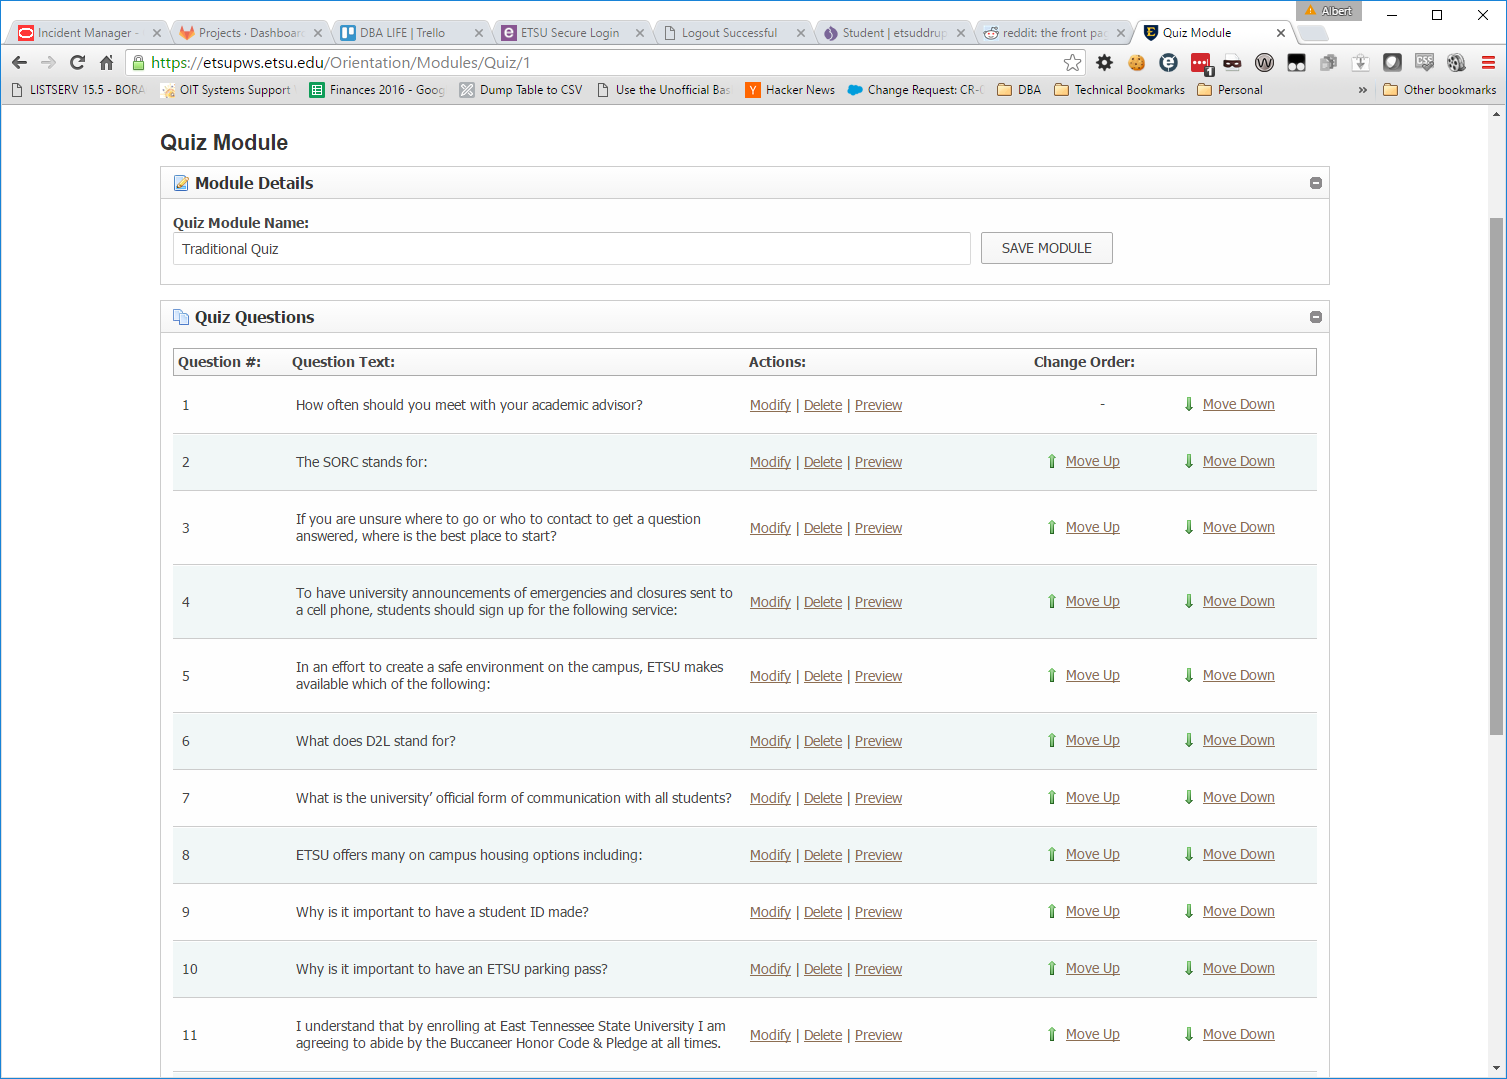 Albert
Incident Manager -
Projects · Dashboard
DBA LIFE | Trello
ETSU Secure Login
Logout Successful
Student | etsuddrup
reddit: the front pag
Quiz Module
https://etsupws.etsu.edu/Orientation/Modules/Quiz/1
1
LISTSERV 15.5 - BORA
OIT Systems Support
Finances 2016 - Goog
Dump Table to CSV
Use the Unofficial Bas
Hacker News
Change Request: CR-0
DBA
Technical Bookmarks
Personal
»
Other bookmarks
Quiz Module
Module Details
Quiz Module Name:
Traditional Quiz
SAVE MODULE
Quiz Questions
Question #: Question Text: Actions: Change Order:
1 How often should you meet with your academic advisor? Modify | Delete | Preview - Move Down
2 The SORC stands for: Modify | Delete | Preview Move Up Move Down
3 If you are unsure where to go or who to contact to get a question
answered, where is the best place to start? Modify | Delete | Preview Move Up Move Down
4 To have university announcements of emergencies and closures sent to
a cell phone, students should sign up for the following service: Modify | Delete | Preview Move Up Move Down
5 In an effort to create a safe environment on the campus, ETSU makes
available which of the following: Modify | Delete | Preview Move Up Move Down
6 What does D2L stand for? Modify | Delete | Preview Move Up Move Down
7 What is the university’ official form of communication with all students? Modify | Delete | Preview Move Up Move Down
8 ETSU offers many on campus housing options including: Modify | Delete | Preview Move Up Move Down
9 Why is it important to have a student ID made? Modify | Delete | Preview Move Up Move Down
10 Why is it important to have an ETSU parking pass? Modify | Delete | Preview Move Up Move Down
11 I understand that by enrolling at East Tennessee State University I am
agreeing to abide by the Buccaneer Honor Code & Pledge at all times. Modify | Delete | Preview Move Up Move Down